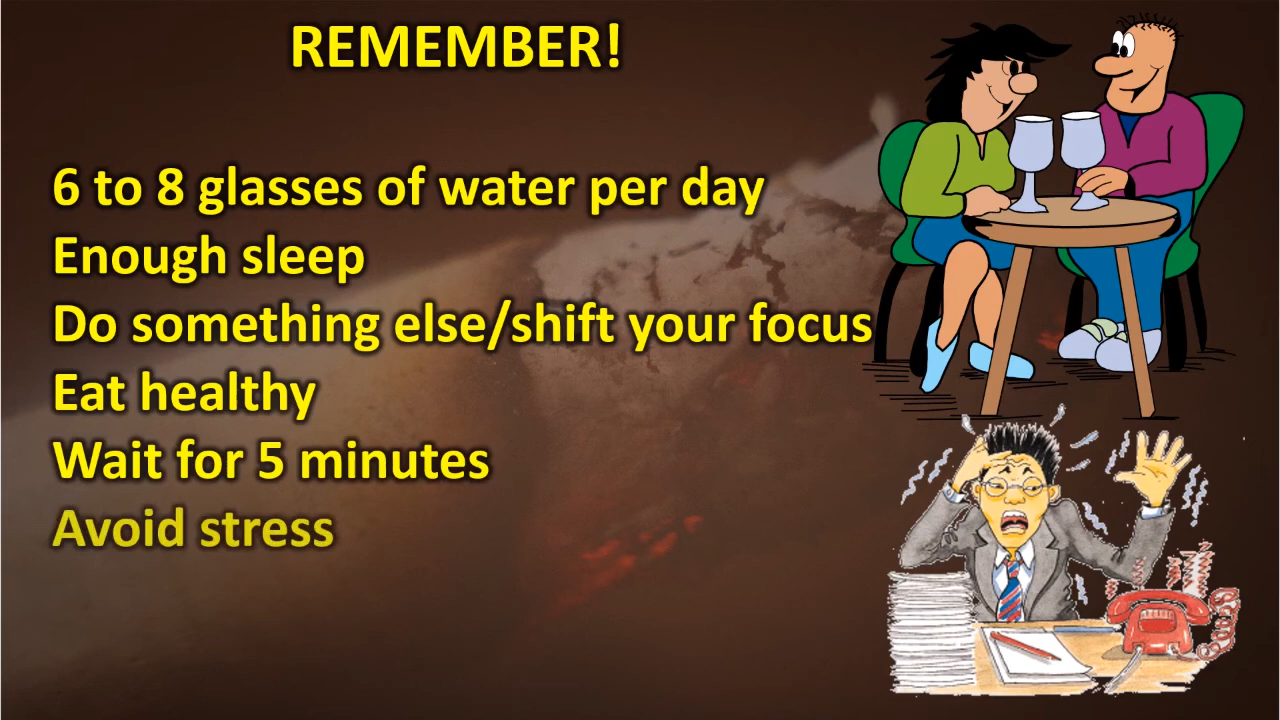 REMEMBER!
6 to 8 glasses of water per day
Enough sleep
Do something else/shift your focus
Eat healthy
Wait for 5 minutes
Avoid stress